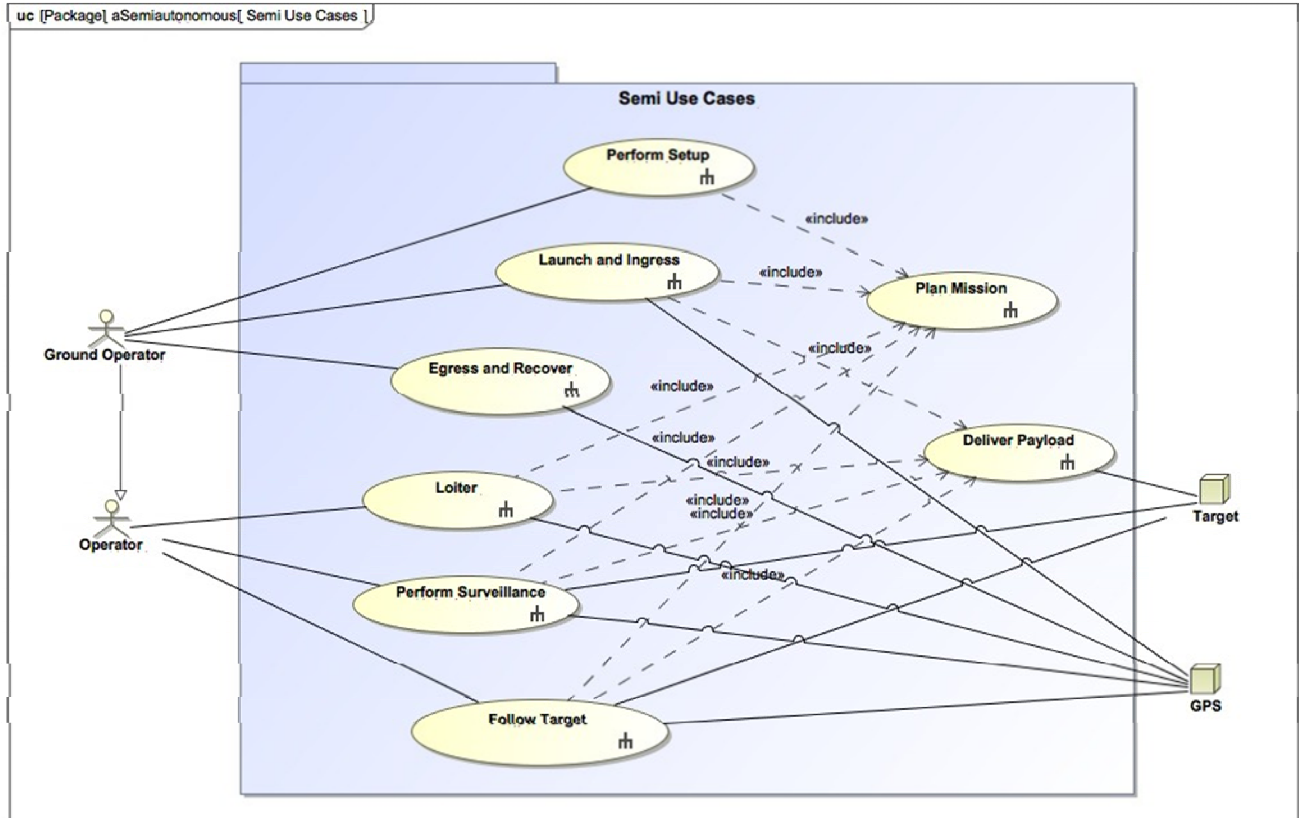 uc [Package] aSemiautonomous[ Semi Use Cases ]
Semi Use Cases
Perform Setup
«include»
Launch and Ingress
«include»
Plan Mission
Ground Operator
«include»
Egress and Recover
«include»
«include»
Deliver Payload
«include»
Loiter
«include»
«include»
Target
Operator
«include»
Perform Surveillance
GPS
Follow Target